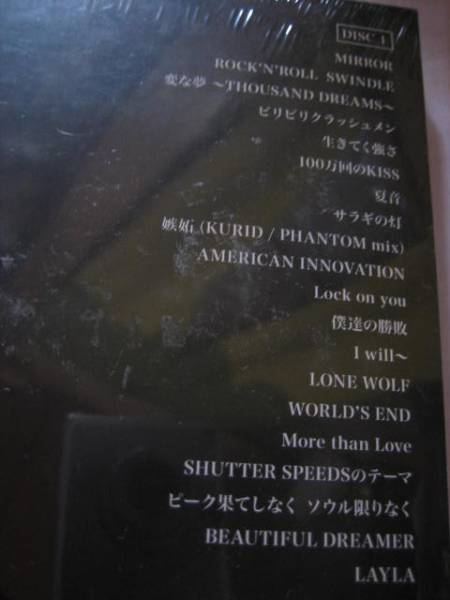 DISC 1
MIRROR
ROCK'N'ROLL SWINDLE
変な夢 ～THOUSAND DREAMS～
ビリビリクラッシュメン
生きてく強さ
100万回のKISS
夏音
サラギの灯
嫉妬 (KURID / PHANTOM mix)
AMERICAN INNOVATION
Lock on you
僕達の勝敗
I will～
LONE WOLF
WORLD'S END
More than Love
SHUTTER SPEEDSのテーマ
ピーク果てしなく ソウル限りなく
BEAUTIFUL DREAMER
LAYLA